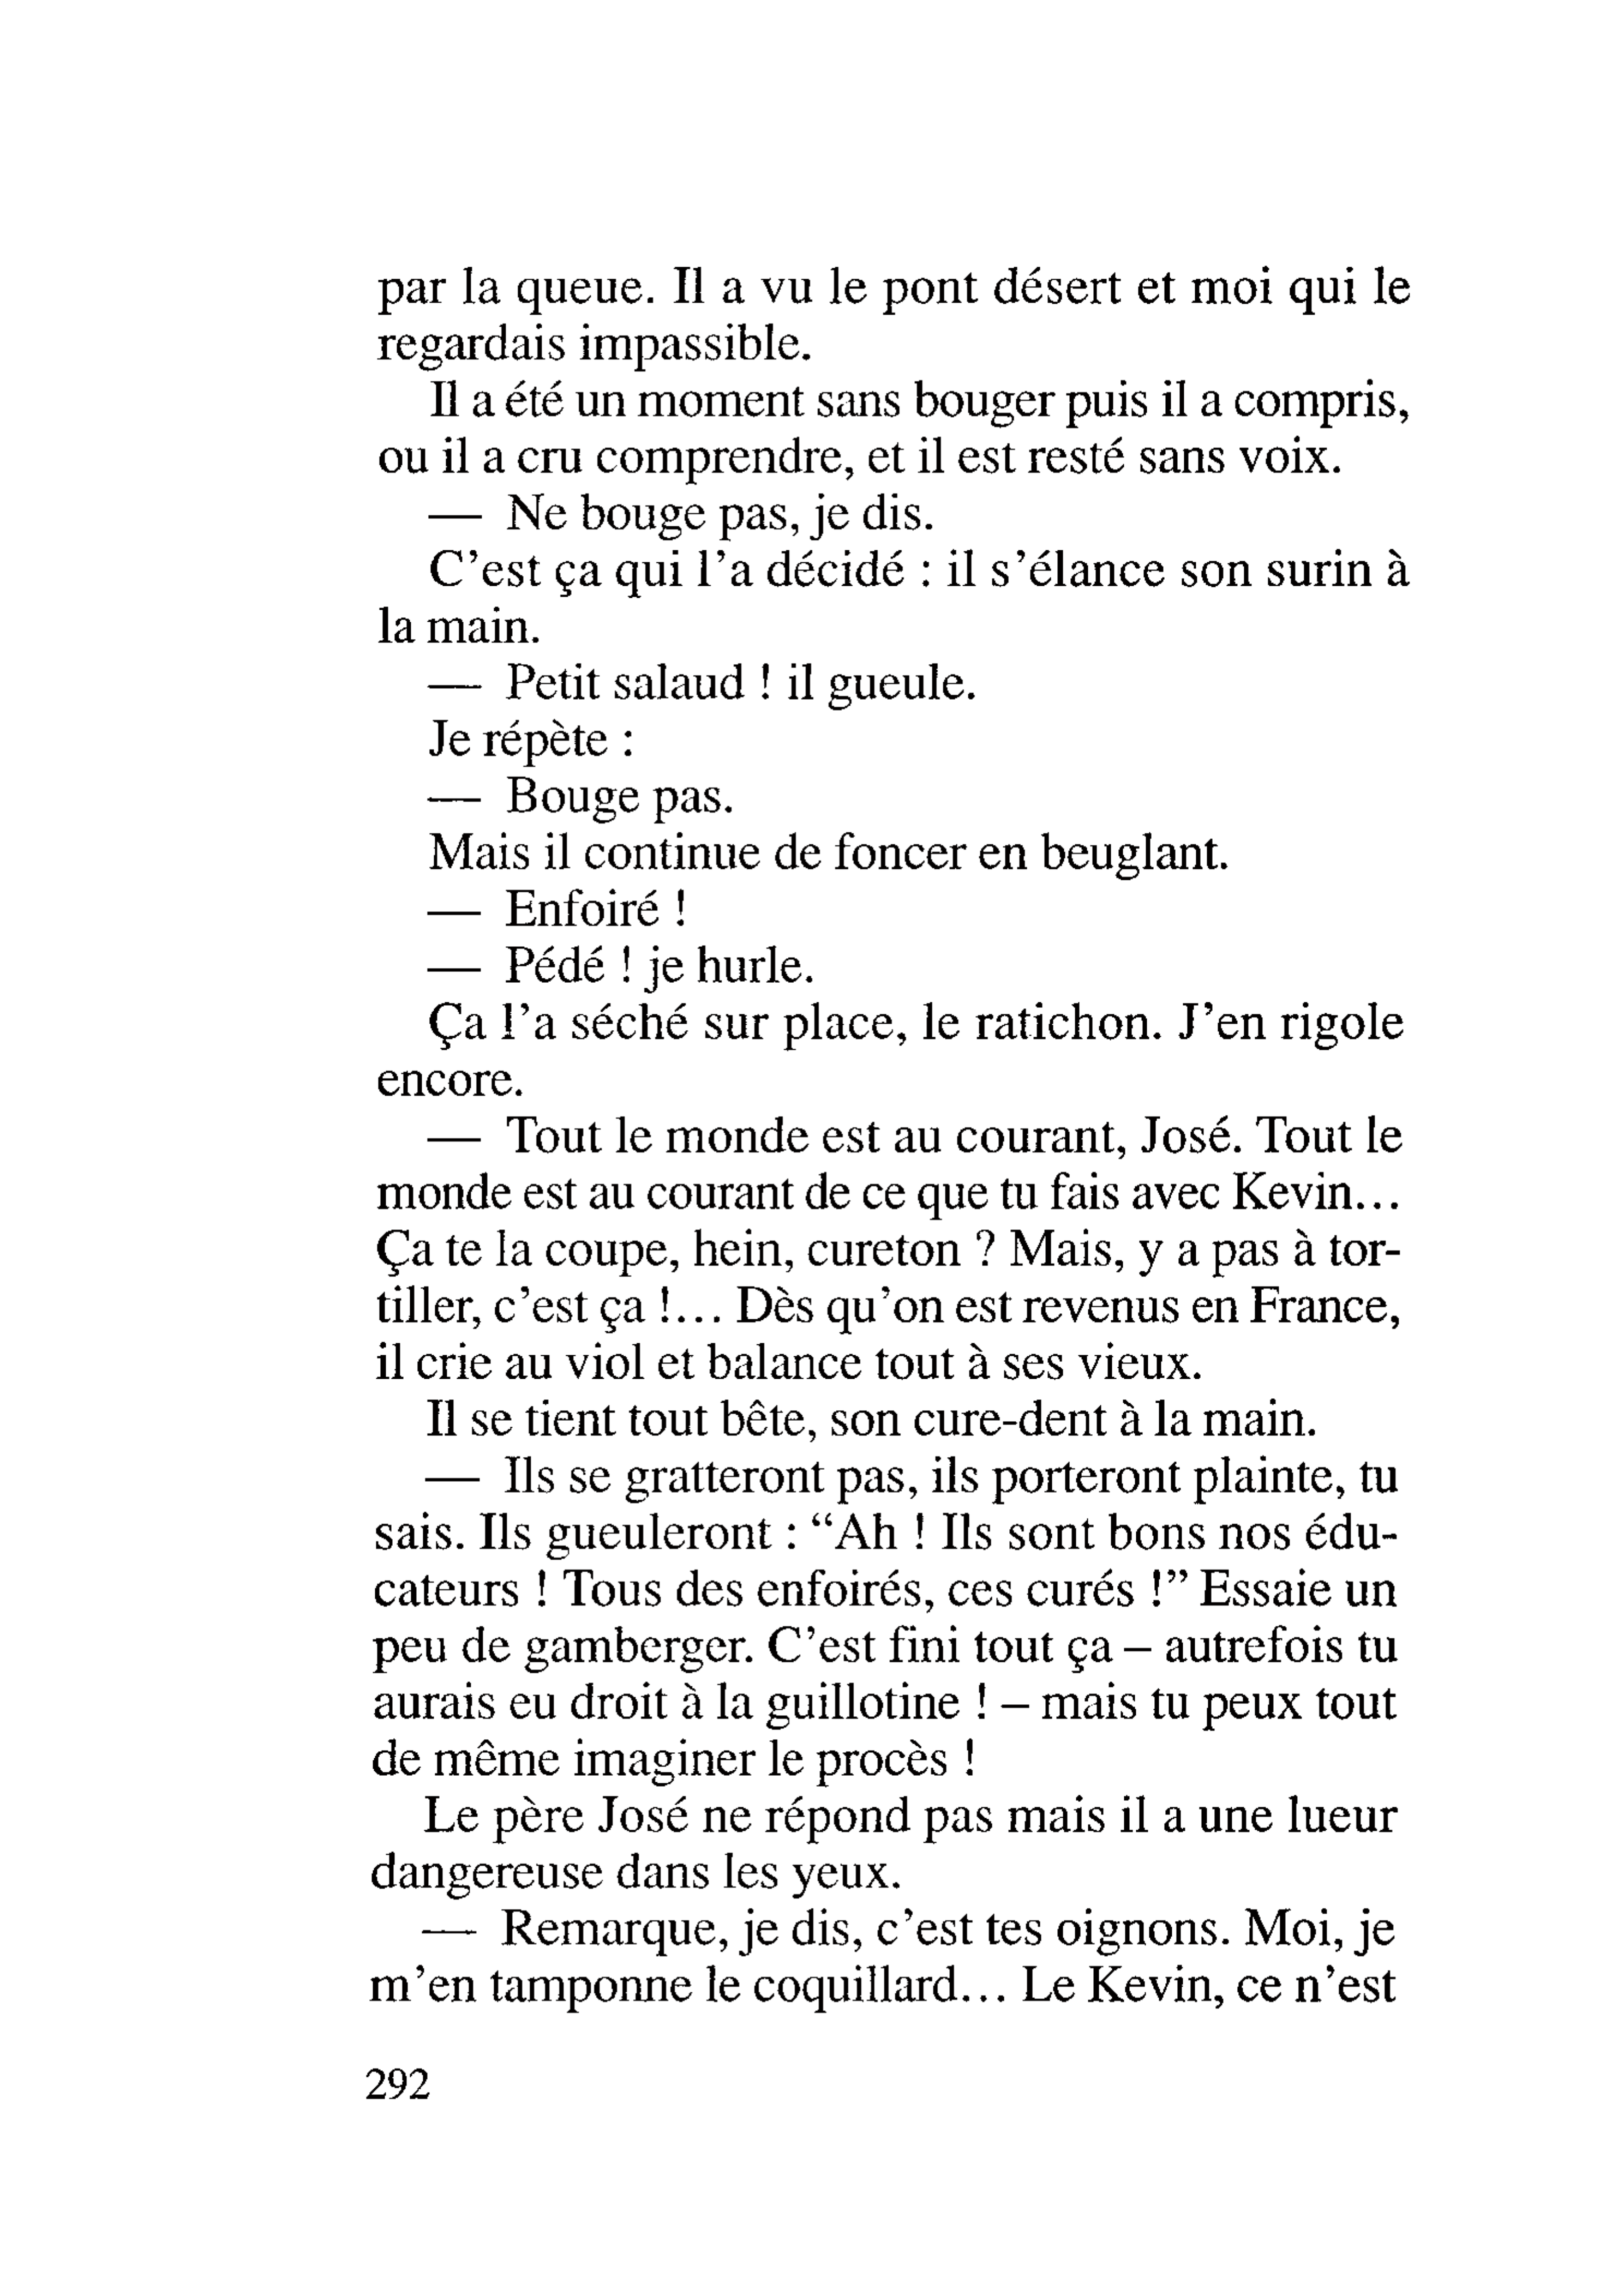 par la queue. Il a vu le pont désert et moi qui le
regardais impassible.
Il a été un moment sans bouger puis il a compris,
ou il a cru comprendre, et il est resté sans voix.
— Ne bouge pas, je dis.
C'est ça qui l'a décidé : il s'élance son surin à
la main.
— Petit salaud ! il gueule.
Je répète :
— Bouge pas.
Mais il continue de foncer en beuglant.
— Enfoiré !
— Pédé ! je hurle.
Ça l'a séché sur place, le ratichon. J'en rigole
encore.
— Tout le monde est au courant, José. Tout le
monde est au courant de ce que tu fais avec Kevin...
Ça te la coupe, hein, cureton ? Mais, y a pas à tor-
tiller, c'est ça !... Dès qu'on est revenus en France,
il crie au viol et balance tout à ses vieux.
Il se tient tout bête, son cure-dent à la main.
— Ils se gratteront pas, ils porteront plainte, tu
sais. Ils gueuleront : “Ah ! Ils sont bons nos édu-
cateurs ! Tous des enfoirés, ces curés !” Essaie un
peu de gamberger. C'est fini tout ça – autrefois tu
aurais eu droit à la guillotine ! – mais tu peux tout
de même imaginer le procès !
Le père José ne répond pas mais il a une lueur
dangereuse dans les yeux.
— Remarque, je dis, c'est tes oignons. Moi, je
m'en tamponne le coquillard... Le Kevin, ce n'est
292